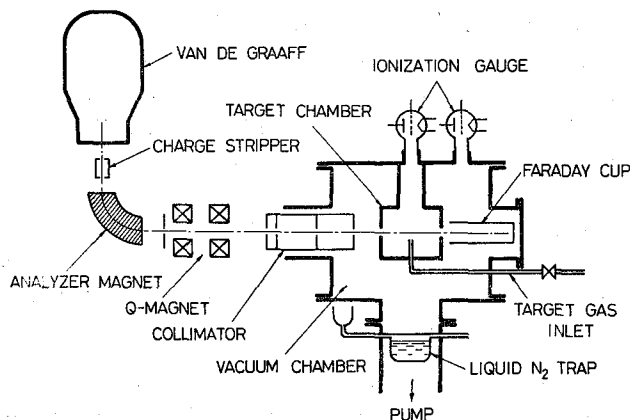 VAN DE GRAAFF
IONIZATION GAUGE
TARGET CHAMBER
CHARGE STRIPPER
FARADAY CUP
ANALYZER MAGNET
Q-MAGNET
COLLIMATOR
TARGET GAS
INLET
VACUUM CHAMBER
LIQUID N₂ TRAP
PUMP